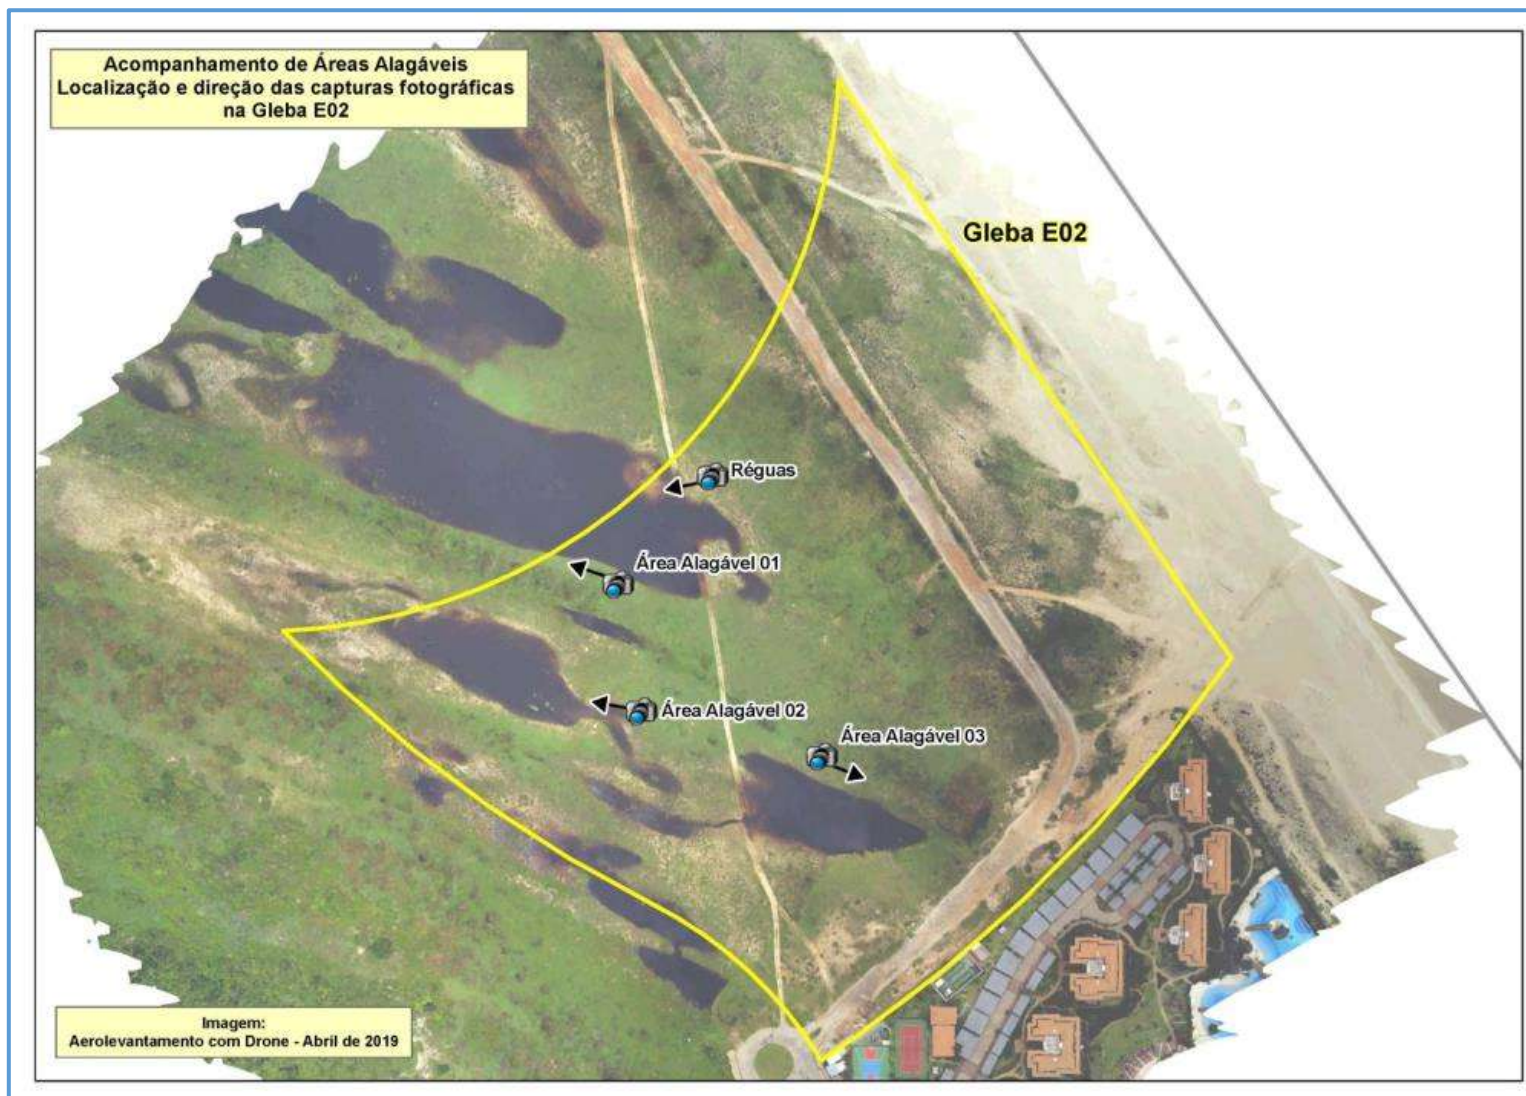 Acompanhamento de Áreas Alagáveis
Localização e direção das capturas fotográficas
na Gleba E02
Gleba E02
Réguas
Área Alagável 01
Área Alagável 02
Área Alagável 03
Imagem:
Aerolevantamento com Drone - Abril de 2019